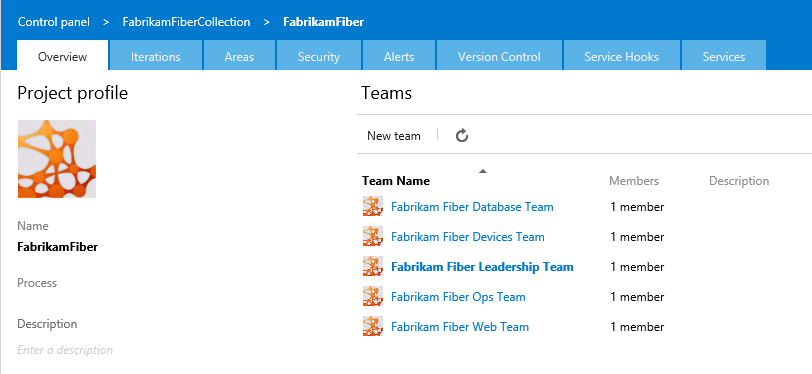 Control panel > FabrikamFiberCollection > FabrikamFiber
Overview Iterations Areas Security Alerts Version Control Service Hooks Services
Project profile
Name
FabrikamFiber
Process
Description
Enter a description
Teams
New team
Team Name Members Description
Fabrikam Fiber Database Team 1 member
Fabrikam Fiber Devices Team 1 member
Fabrikam Fiber Leadership Team 1 member
Fabrikam Fiber Ops Team 1 member
Fabrikam Fiber Web Team 1 member